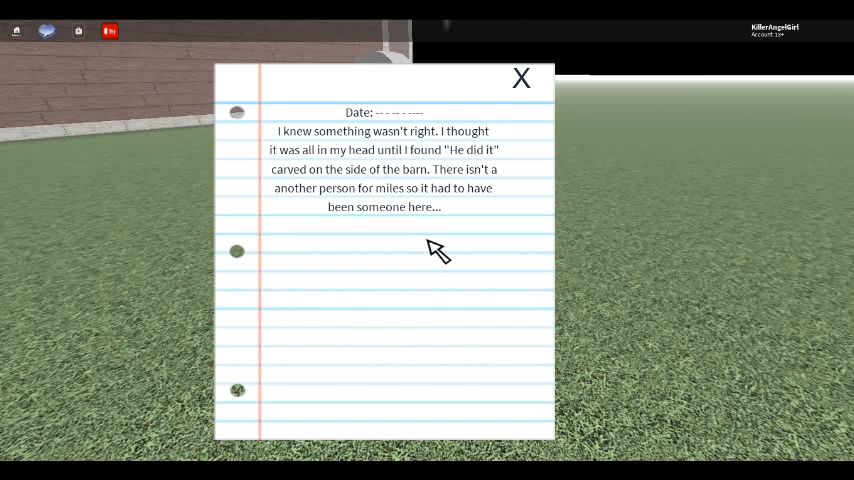 KillerAngelGirl
Account: 13+
X
Date: -- -- ----
I knew something wasn't right. I thought
it was all in my head until I found "He did it"
carved on the side of the barn. There isn't a
another person for miles so it had to have
been someone here...